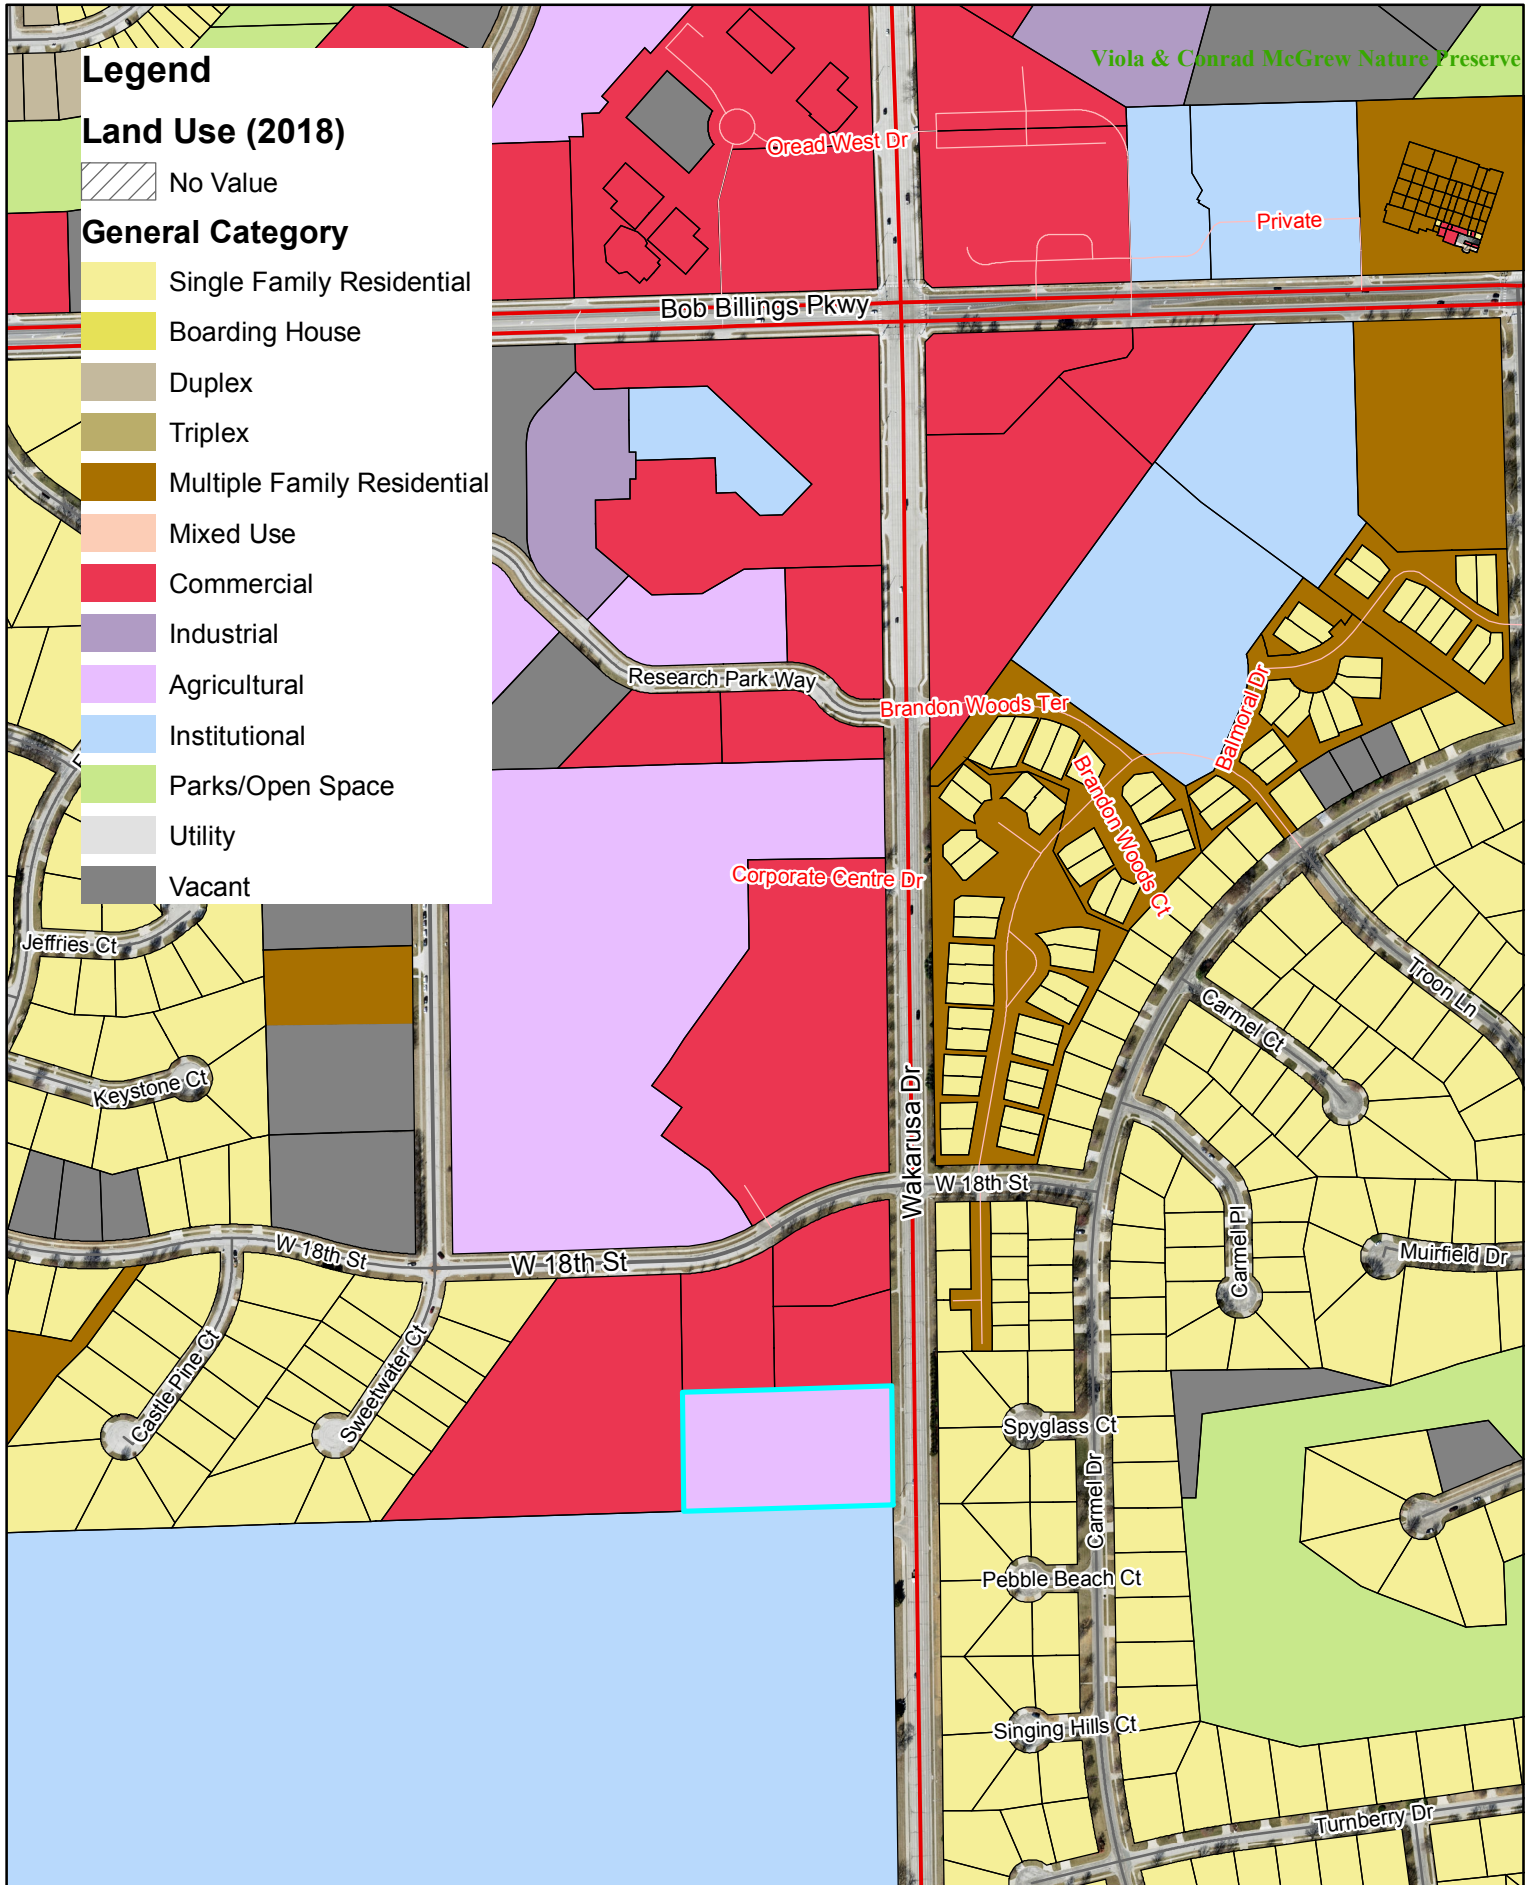 Legend
Land Use (2018)
No Value
General Category
Single Family Residential
Boarding House
Duplex
Triplex
Multiple Family Residential
Mixed Use
Commercial
Industrial
Agricultural
Institutional
Parks/Open Space
Utility
Vacant
Viola & Conrad McGrew Nature Preserve
Oread West Dr
Private
Bob Billings Pkwy
Research Park Way
Brandon Woods Ter
Balmoral Dr
Brandon Woods Ct
Corporate Centre Dr
Jeffries Ct
Troon Ln
Carmel Ct
Keystone Ct
Wakarusa Dr
W 18th St
Carmel Pl
Muirfield Dr
W 18th St
W 18th St
Castle Pine Ct
Sweetwater Ct
Spyglass Ct
Carmel Dr
Pebble Beach Ct
Singing Hills Ct
Turnberry Dr